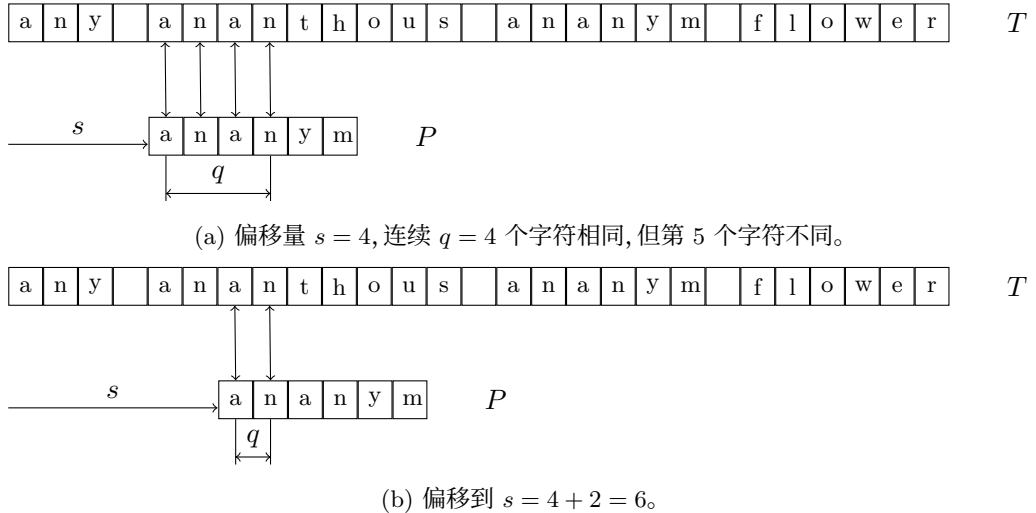 a n y a n a n t h o u s a n a n y m f l o w e r T
s
a n a n y m P
q
(a) 偏移量 s = 4, 连续 q = 4 个字符相同, 但第 5 个字符不同。
a n y a n a n t h o u s a n a n y m f l o w e r T
s
a n a n y m P
q
(b) 偏移到 s = 4 + 2 = 6。